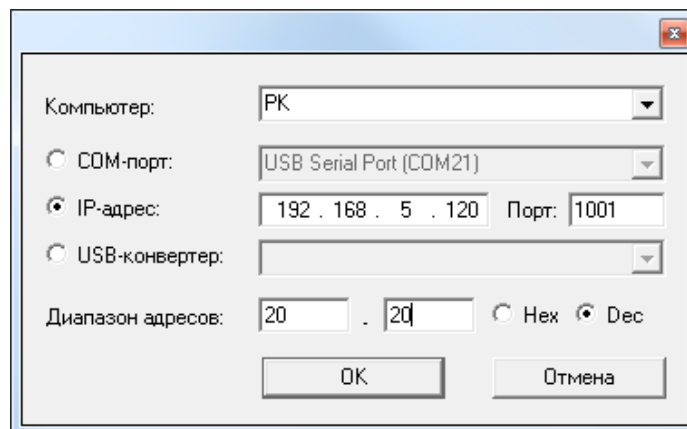 Компьютер: PK
COM-порт: USB Serial Port (COM21)
IP-адрес: 192 . 168 . 5 . 120 Порт: 1001
USB-конвертер:
Диапазон адресов: 20 . 20 Hex Dec
OK Отмена